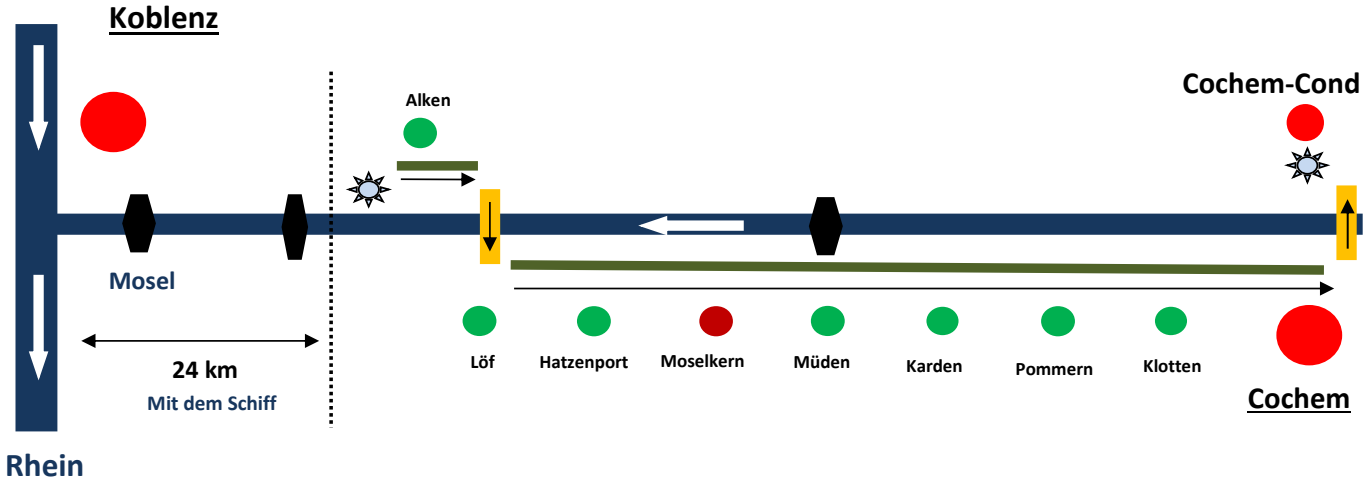 Koblenz
Cochem-Cond
Alken
Mosel
24 km
Mit dem Schiff
Löf
Hatzenport
Moselkern
Müden
Karden
Pommern
Klotten
Cochem
Rhein